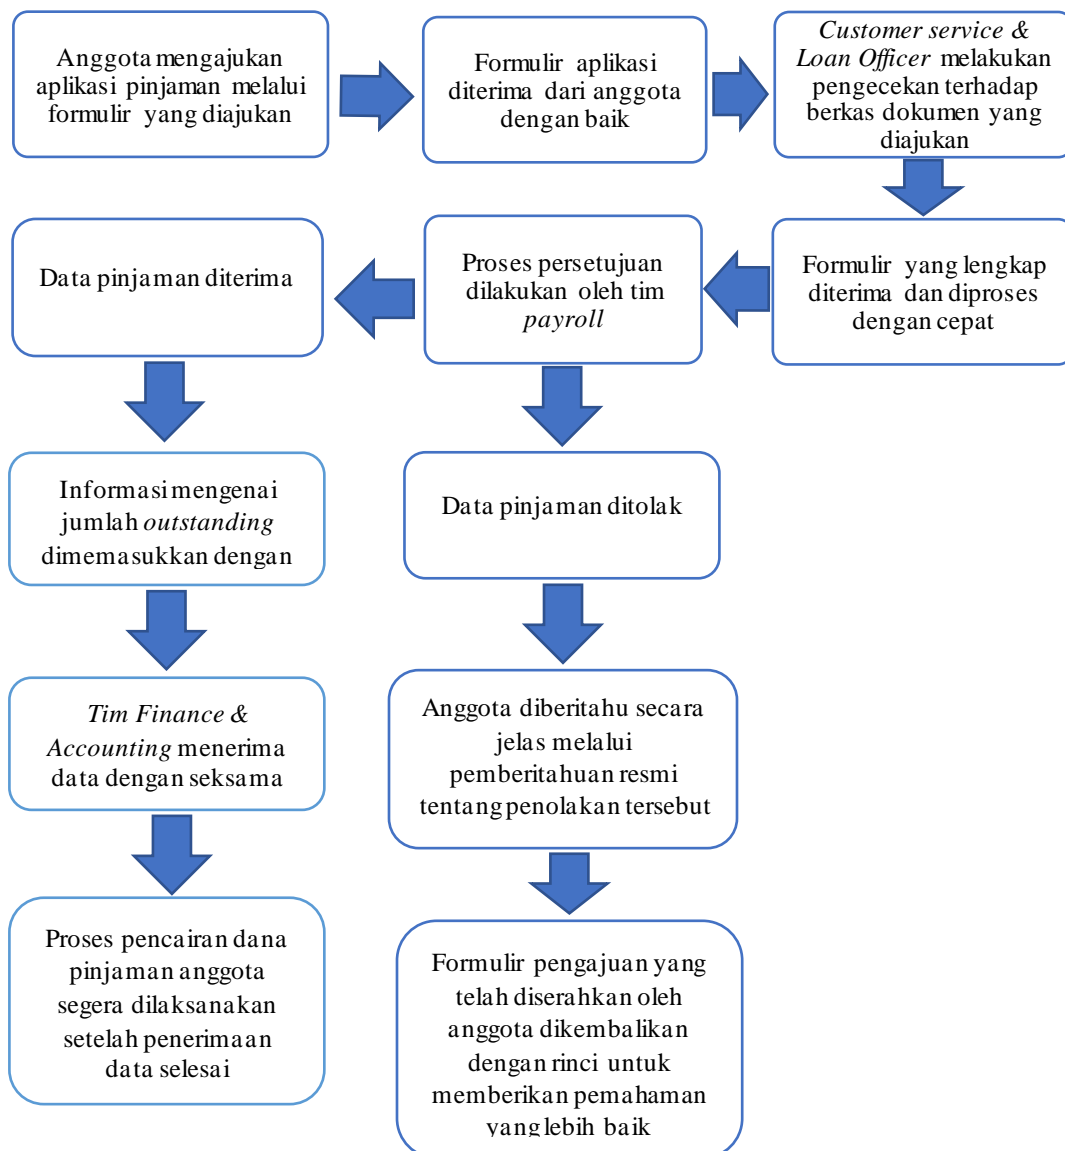 Anggota mengajukan
aplikasi pinjaman melalui
formulir yang diajukan
Formulir aplikasi
diterima dari anggota
dengan baik
Customer service &
Loan Officer melakukan
pengecekan terhadap
berkas dokumen yang
diajukan
Formulir yang lengkap
diterima dan diproses
dengan cepat
Proses persetujuan
dilakukan oleh tim
payroll
Data pinjaman diterima
Informasi mengenai
jumlah outstanding
dimemasukkan dengan
Tim Finance &
Accounting menerima
data dengan seksama
Proses pencairan dana
pinjaman anggota
segera dilaksanakan
setelah penerimaan
data selesai
Data pinjaman ditolak
Anggota diberitahu secara
jelas melalui
pemberitahuan resmi
tentang penolakan tersebut
Formulir pengajuan yang
telah diserahkan oleh
anggota dikembalikan
dengan rinci untuk
memberikan pemahaman
yang lebih baik